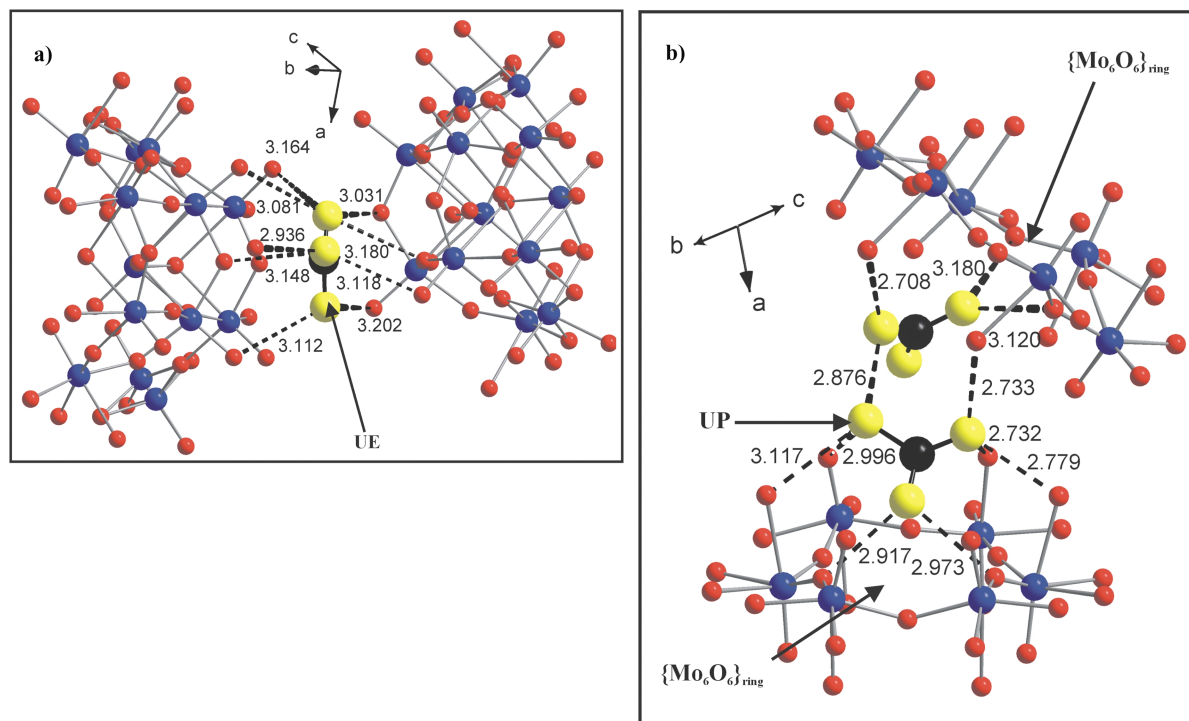 a)
c
b
a
3.164
3.081
3.031
2.936
3.180
3.148
3.118
3.202
3.112
UE
b)
{Mo₆O₆}ring
c
b
a
2.708
3.180
3.120
2.876
2.733
UP
2.732
3.117
2.996
2.779
2.917
2.973
{Mo₆O₆}ring